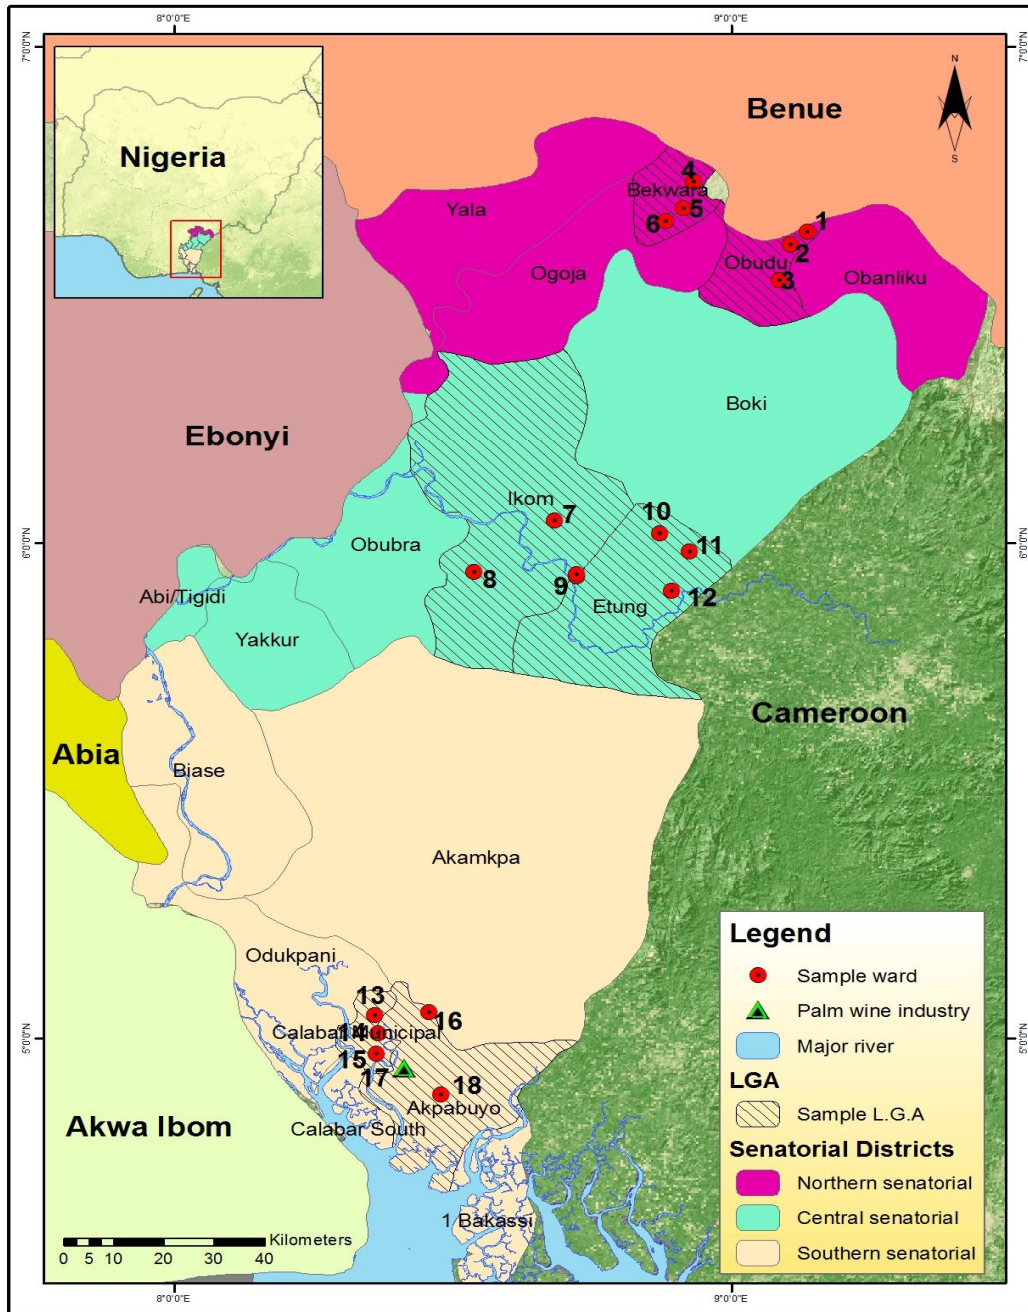 8°0'0"E
9°0'0"E
7°0'0"N
7°0'0"N
N
S
Nigeria
Benue
4
Bekwara
5
6
Yala
Ogoja
1
2
Obudu
3
Obanliku
Boki
Ebonyi
Ikom
7
10
11
6°0'0"N
6°0'0"N
Obubra
8
9
12
Etung
Abi/Tigidi
Yakkur
Cameroon
Abia
Biase
Akamkpa
Odukpani
13
16
Calabar Municipal
14
15
17
18
Akpabuyo
Calabar South
5°0'0"N
5°0'0"N
Akwa Ibom
1 Bakassi
Legend
Sample ward
Palm wine industry
Major river
LGA
Sample L.G.A
Senatorial Districts
Northern senatorial
Central senatorial
Southern senatorial
Kilometers
0 5 10 20 30 40
8°0'0"E
9°0'0"E